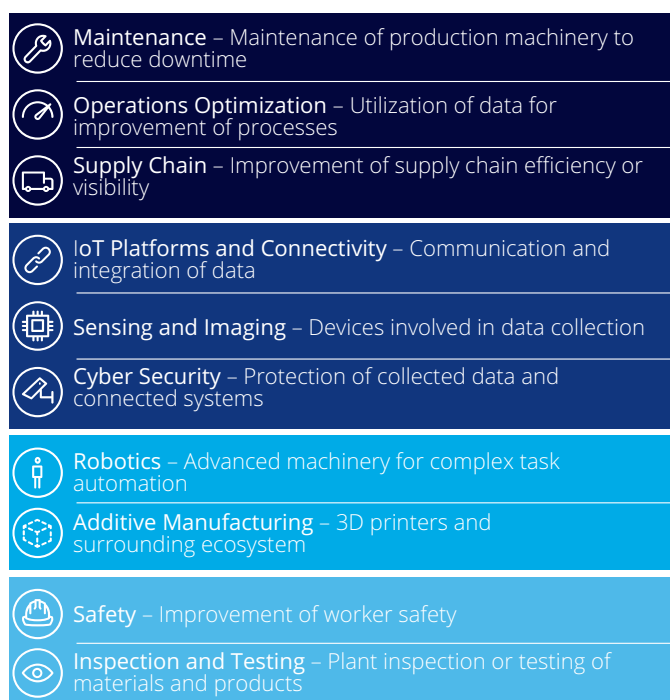 Maintenance – Maintenance of production machinery to
reduce downtime
Operations Optimization – Utilization of data for
improvement of processes
Supply Chain – Improvement of supply chain efficiency or
visibility
IoT Platforms and Connectivity – Communication and
integration of data
Sensing and Imaging – Devices involved in data collection
Cyber Security – Protection of collected data and
connected systems
Robotics – Advanced machinery for complex task
automation
Additive Manufacturing – 3D printers and
surrounding ecosystem
Safety – Improvement of worker safety
Inspection and Testing – Plant inspection or testing of
materials and products